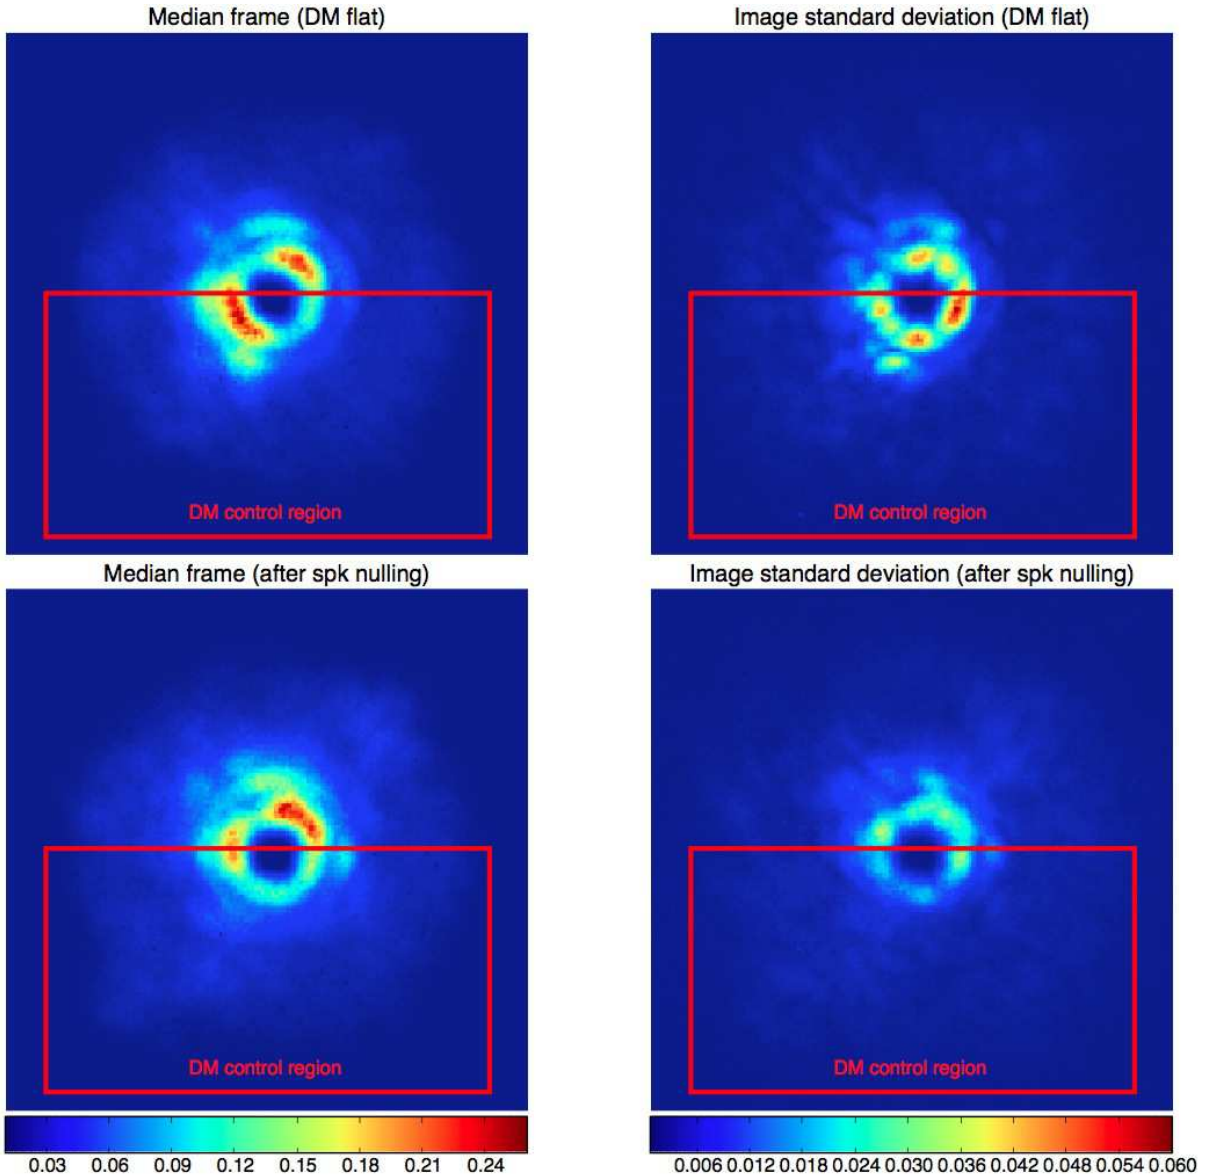 Median frame (DM flat)
Image standard deviation (DM flat)
DM control region
DM control region
Median frame (after spk nulling)
Image standard deviation (after spk nulling)
DM control region
DM control region
0.03 0.06 0.09 0.12 0.15 0.18 0.21 0.24
0.006 0.012 0.018 0.024 0.030 0.036 0.042 0.048 0.054 0.060